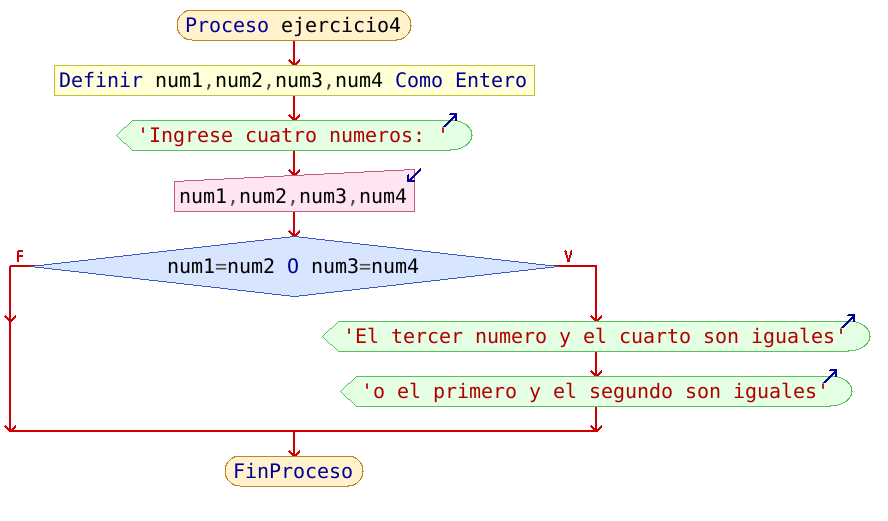 Proceso ejercicio4
Definir num1,num2,num3,num4 Como Entero
'Ingrese cuatro numeros: '
num1,num2,num3,num4
F
num1=num2 O num3=num4
V
'El tercer numero y el cuarto son iguales'
'o el primero y el segundo son iguales'
FinProceso